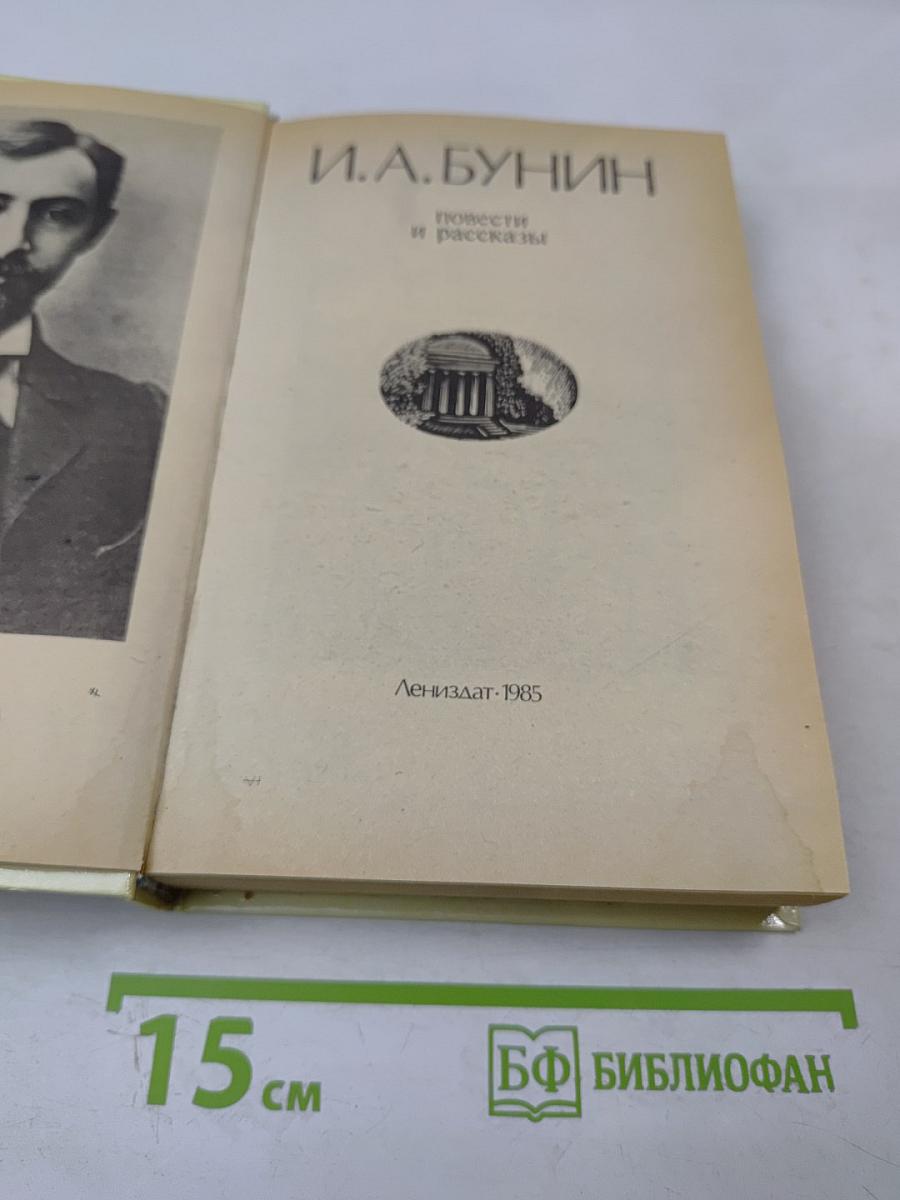 И.А.БУНИН
повести
и рассказы
Лениздат·1985
15 см
БФ БИБЛИОФАН